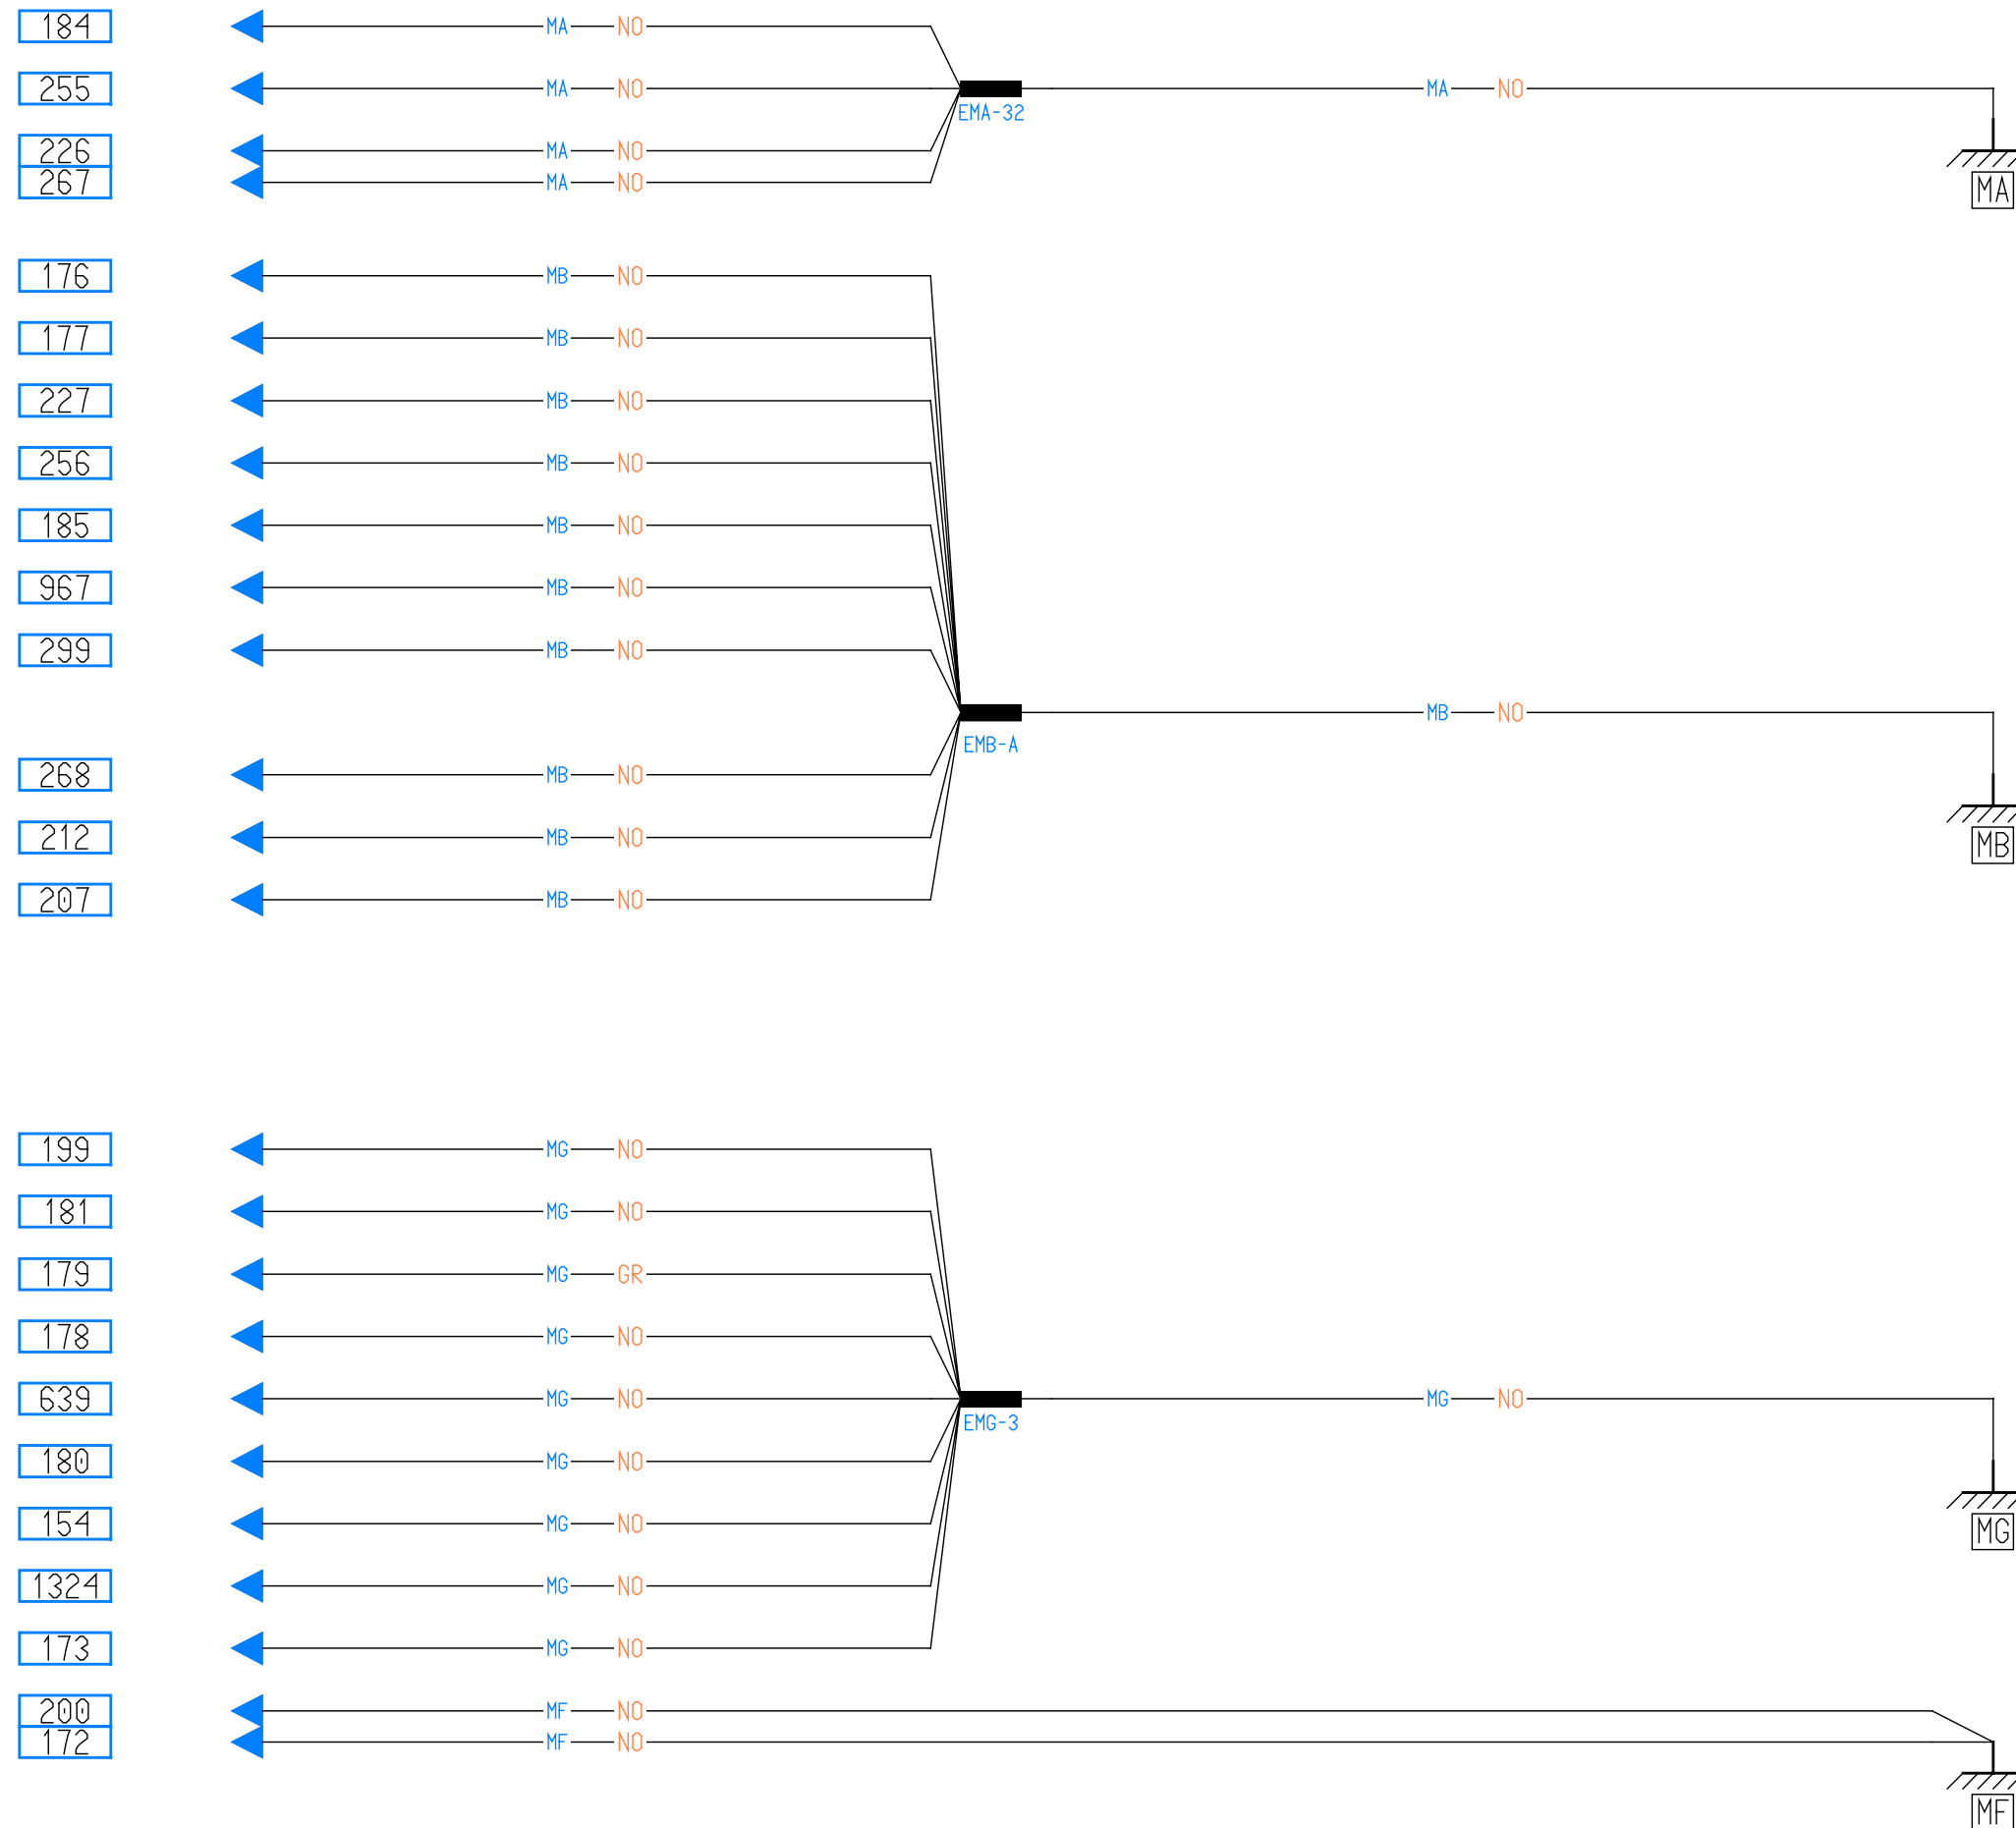 184 MA NO
255 MA NO MA NO
EMA-32
226 MA NO
267 MA NO
MA
176 MB NO
177 MB NO
227 MB NO
256 MB NO
185 MB NO
967 MB NO
299 MB NO
MB NO
EMB-A
268 MB NO
212 MB NO
MB
207 MB NO
199 MG NO
181 MG NO
179 MG GR
178 MG NO
639 MG NO MG NO
EMG-3
180 MG NO
154 MG NO
MG
1324 MG NO
173 MG NO
200 MF NO
172 MF NO
MF